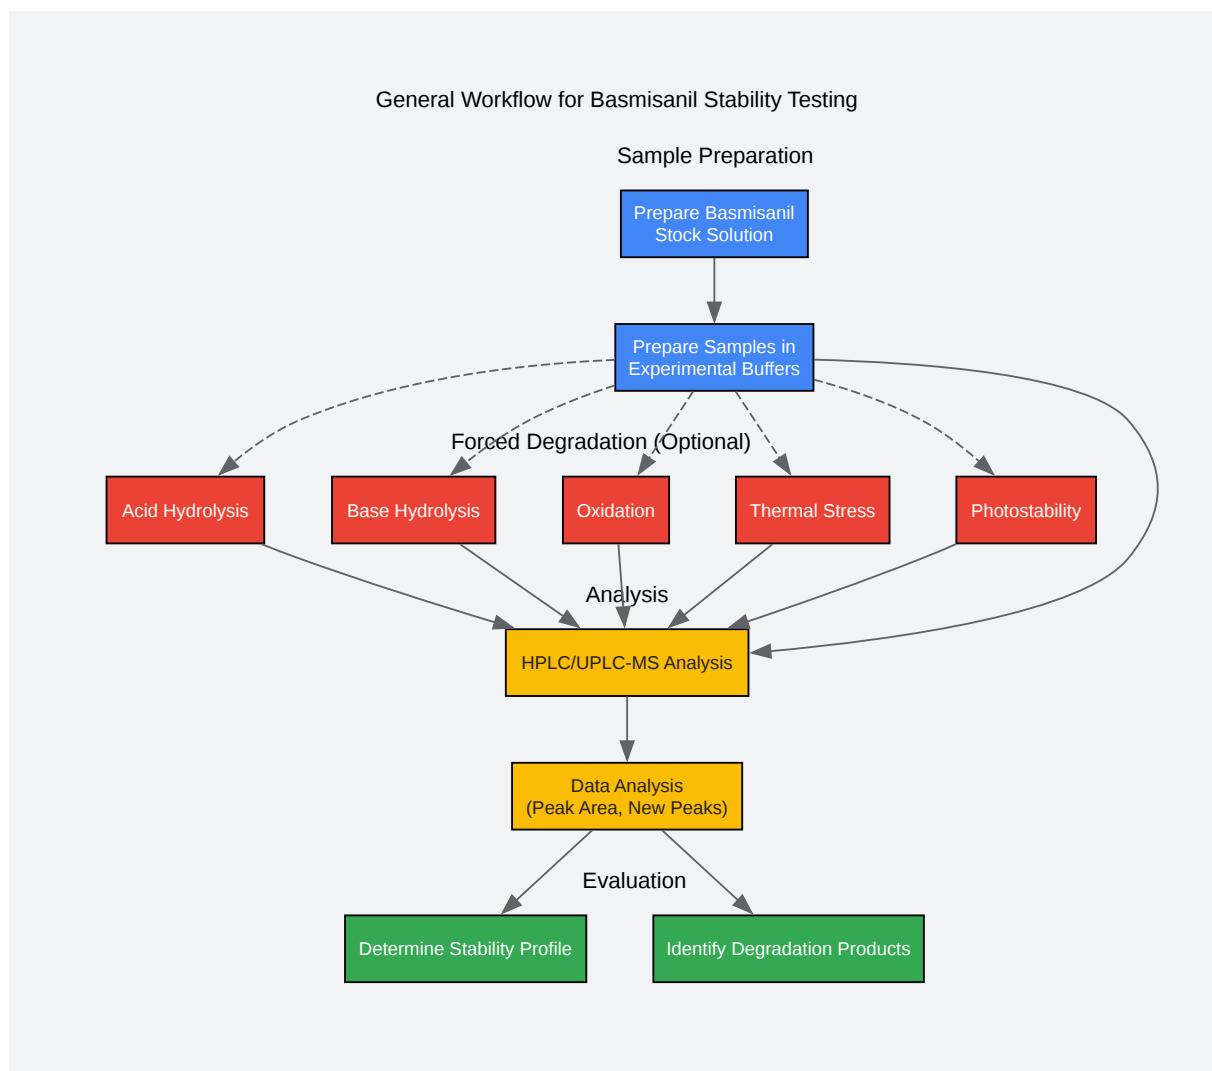 General Workflow for Basmisanil Stability Testing
Sample Preparation
Prepare Basmisanil
Stock Solution
Prepare Samples in
Experimental Buffers
Forced Degradation (Optional)
Acid Hydrolysis
Base Hydrolysis
Oxidation
Thermal Stress
Photostability
Analysis
HPLC/UPLC-MS Analysis
Data Analysis
(Peak Area, New Peaks)
Evaluation
Determine Stability Profile
Identify Degradation Products